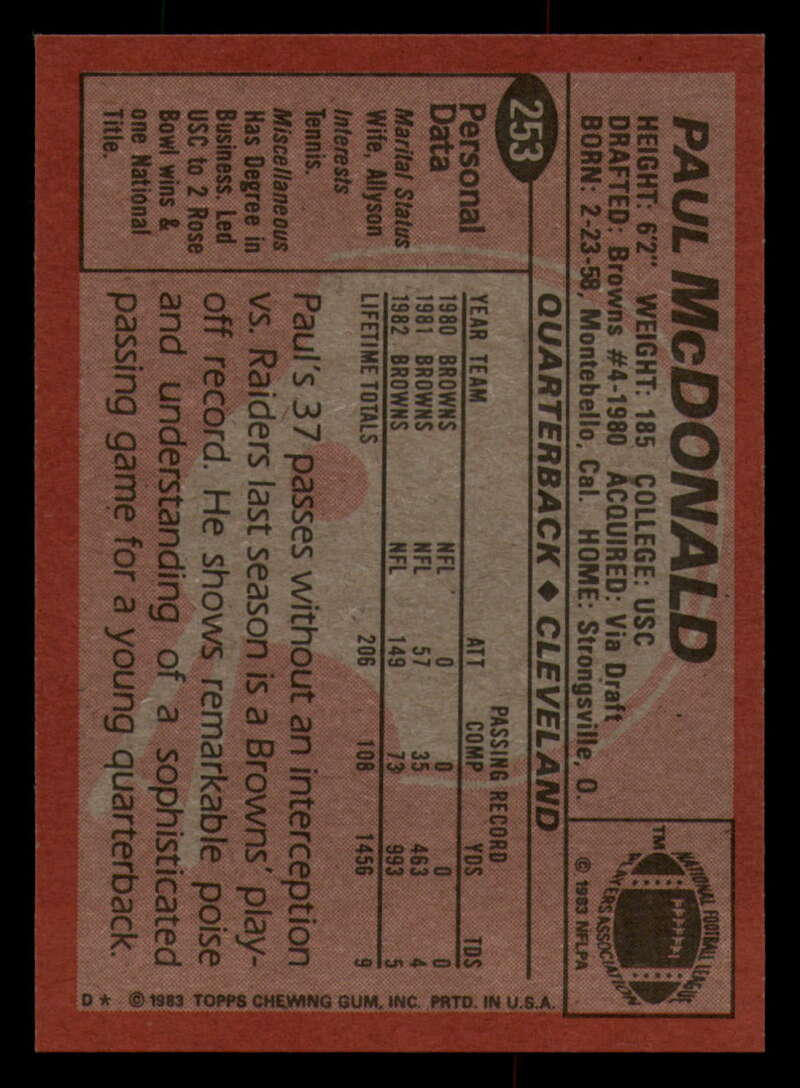 253
PAUL McDONALD
HEIGHT: 6'2" WEIGHT: 185 COLLEGE: USC
DRAFTED: Browns #4-1980 ACQUIRED: Via Draft
BORN: 2-23-58, Montebello, Cal. HOME: Strongsville, O.
QUARTERBACK ♦ CLEVELAND
TM
NATIONAL FOOTBALL LEAGUE
PLAYERS ASSOCIATION
© 1983 NFLPA
Personal
Data
Marital Status
Wife, Allyson
Interests
Tennis.
Miscellaneous
Has Degree in
Business. Led
USC to 2 Rose
Bowl wins &
one National
Title.
PASSING RECORD
YEAR TEAM ATT COMP YDS TDS
1980 BROWNS NFL 0 0 0 0
1981 BROWNS NFL 57 35 463 4
1982 BROWNS NFL 149 73 993 5
LIFETIME TOTALS 206 108 1456 9
Paul's 37 passes without an interception
vs. Raiders last season is a Browns' play-
off record. He shows remarkable poise
and understanding of a sophisticated
passing game for a young quarterback.
D * © 1983 TOPPS CHEWING GUM, INC. PRTD. IN U.S.A.